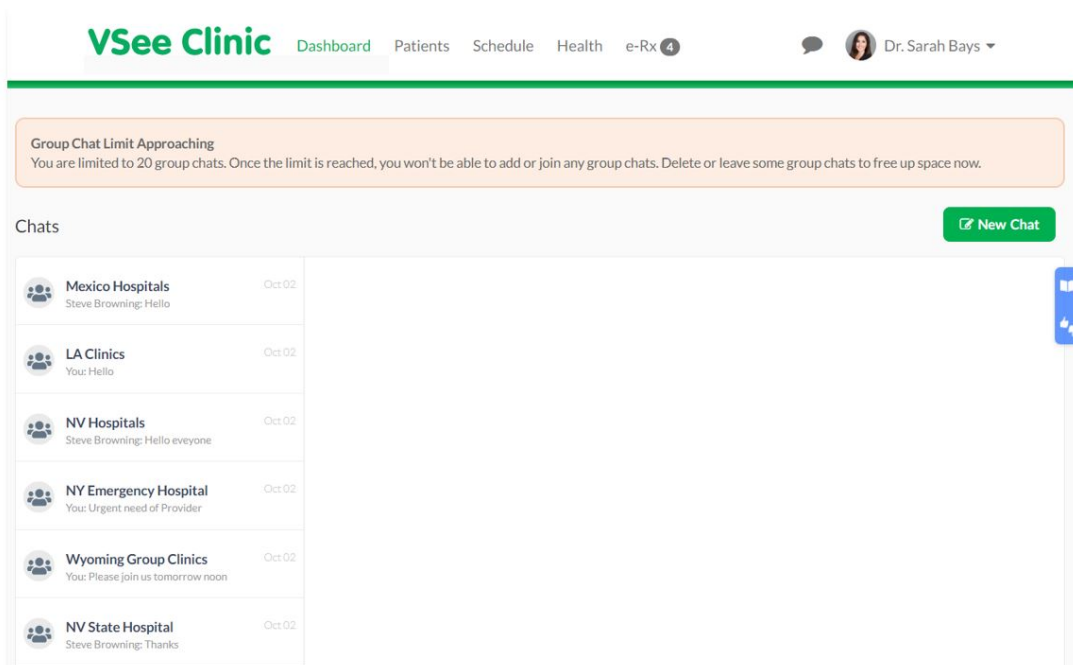 VSee Clinic Dashboard Patients Schedule Health e-Rx 4 Dr. Sarah Bays
Group Chat Limit Approaching
You are limited to 20 group chats. Once the limit is reached, you won't be able to add or join any group chats. Delete or leave some group chats to free up space now.
Chats
New Chat
Mexico Hospitals Oct 02
Steve Browning: Hello
LA Clinics Oct 02
You: Hello
NV Hospitals Oct 02
Steve Browning: Hello eveyone
NY Emergency Hospital Oct 02
You: Urgent need of Provider
Wyoming Group Clinics Oct 02
You: Please join us tomorrow noon
NV State Hospital Oct 02
Steve Browning: Thanks